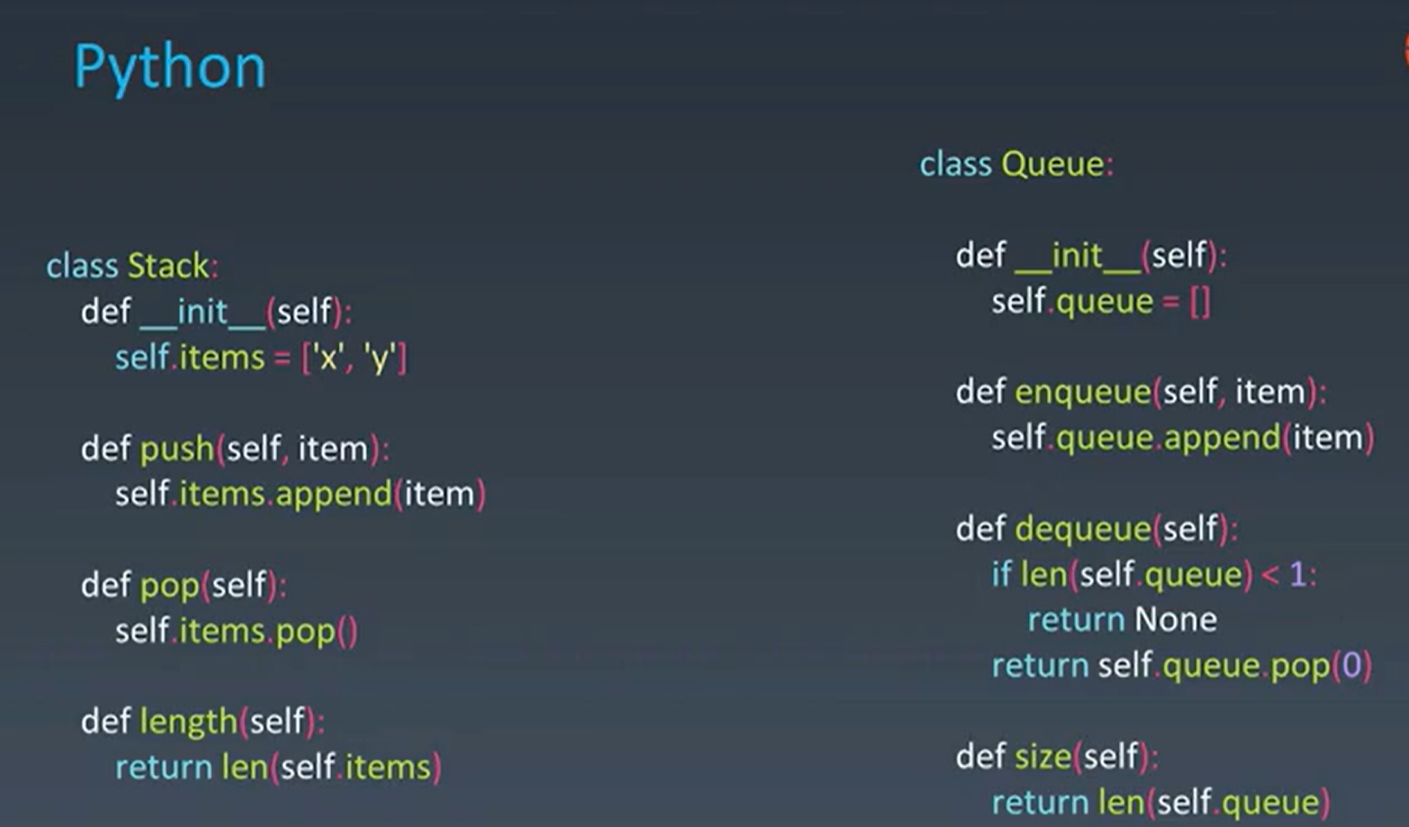 Python
class Stack:
def __init__(self):
self.items = ['x', 'y']
def push(self, item):
self.items.append(item)
def pop(self):
self.items.pop()
def length(self):
return len(self.items)
class Queue:
def __init__(self):
self.queue = []
def enqueue(self, item):
self.queue.append(item)
def dequeue(self):
if len(self.queue) < 1:
return None
return self.queue.pop(0)
def size(self):
return len(self.queue)